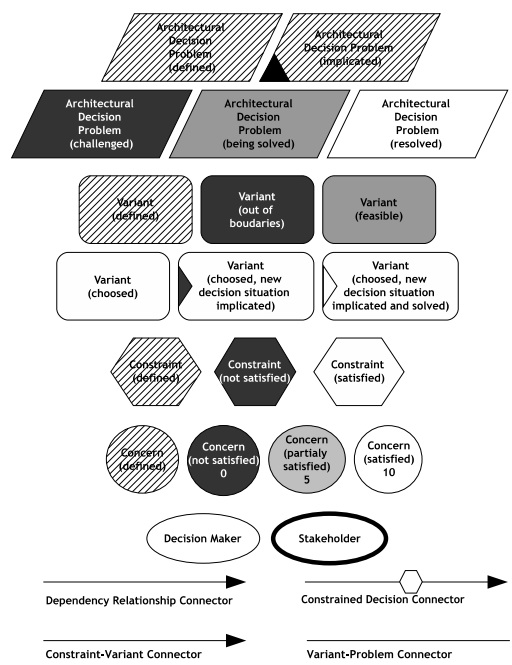 Architectural
Decision
Problem
(defined)
Architectural
Decision Problem
(implicated)
Architectural
Decision
Problem
(challenged)
Architectural
Decision
Problem
(being solved)
Architectural
Decision
Problem
(resolved)
Variant
(defined)
Variant
(out of
boudaries)
Variant
(feasible)
Variant
(choosed)
Variant
(choosed, new
decision situation
implicated)
Variant
(choosed, new
decision situation
implicated and solved)
Constraint
(defined)
Constraint
(not satisfied)
Constraint
(satisfied)
Concern
(defined)
Concern
(not satisfied)
0
Concern
(partialy
satisfied)
5
Concern
(satisfied)
10
Decision Maker
Stakeholder
Dependency Relationship Connector
Constrained Decision Connector
Constraint-Variant Connector
Variant-Problem Connector